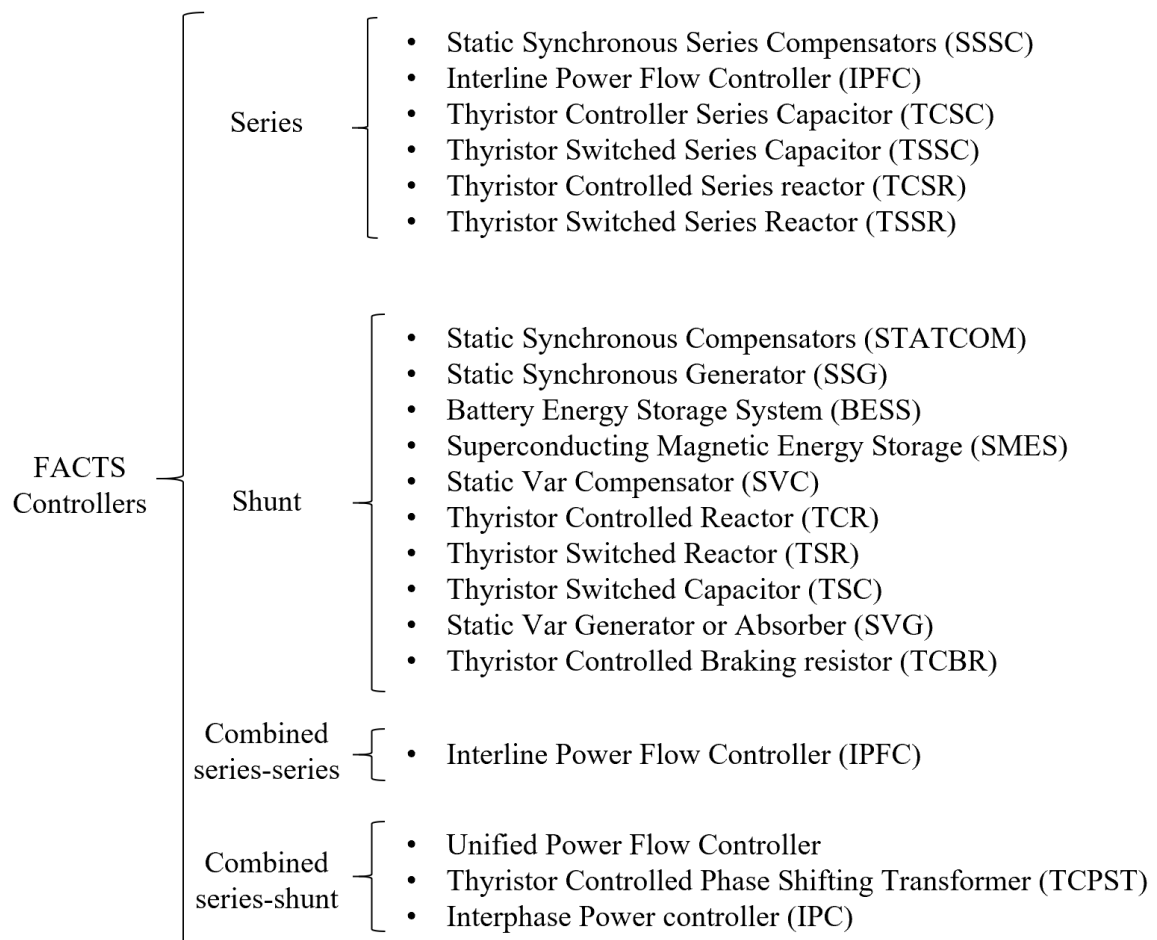 Series
• Static Synchronous Series Compensators (SSSC)
• Interline Power Flow Controller (IPFC)
• Thyristor Controller Series Capacitor (TCSC)
• Thyristor Switched Series Capacitor (TSSC)
• Thyristor Controlled Series reactor (TCSR)
• Thyristor Switched Series Reactor (TSSR)
FACTS
Controllers
Shunt
• Static Synchronous Compensators (STATCOM)
• Static Synchronous Generator (SSG)
• Battery Energy Storage System (BESS)
• Superconducting Magnetic Energy Storage (SMES)
• Static Var Compensator (SVC)
• Thyristor Controlled Reactor (TCR)
• Thyristor Switched Reactor (TSR)
• Thyristor Switched Capacitor (TSC)
• Static Var Generator or Absorber (SVG)
• Thyristor Controlled Braking resistor (TCBR)
Combined
series-series
• Interline Power Flow Controller (IPFC)
Combined
series-shunt
• Unified Power Flow Controller
• Thyristor Controlled Phase Shifting Transformer (TCPST)
• Interphase Power controller (IPC)